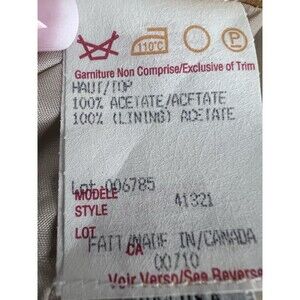 110°C P
Garniture Non Comprise/Exclusive of Trim
HAUT/TOP
100% ACETATE/ACETATE
100% (LINING) ACETATE
Lot 006785
MODELE
STYLE 41321
LOT CA
FAIT/MADE IN/CANADA
00/10
Voir Verso/See Reverse